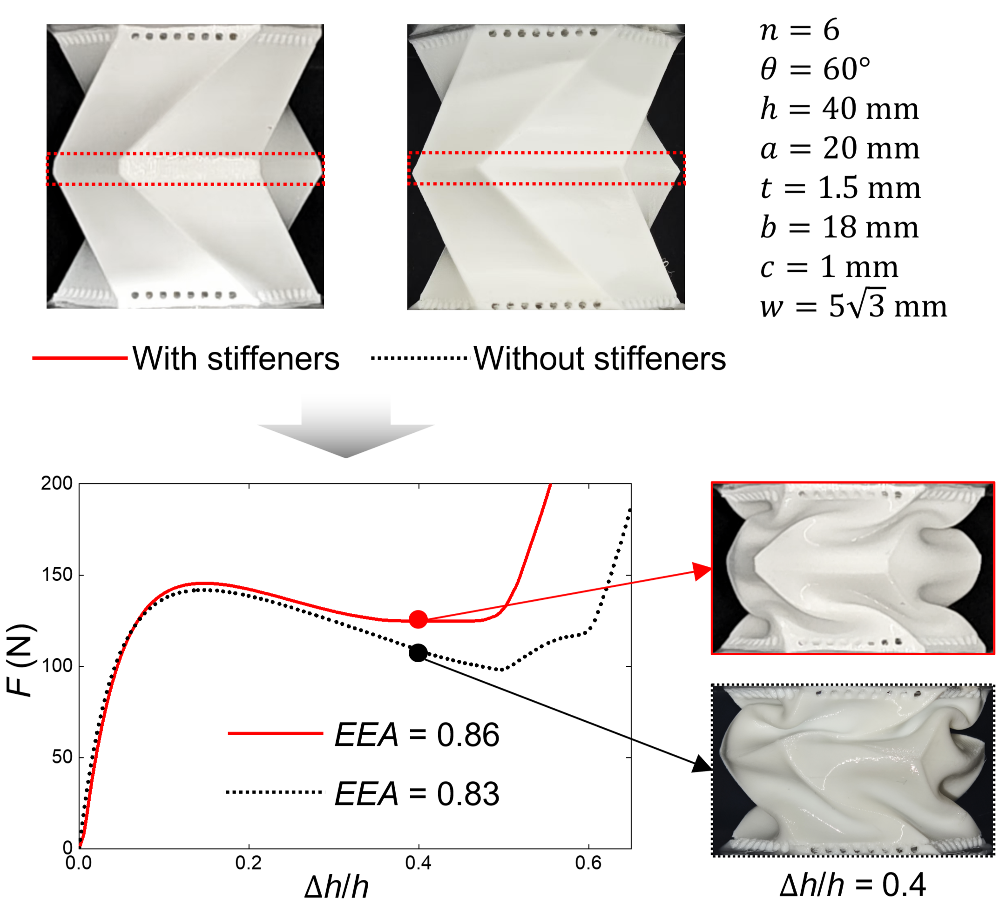 n = 6
θ = 60°
h = 40 mm
a = 20 mm
t = 1.5 mm
b = 18 mm
c = 1 mm
w = 5√3 mm
With stiffeners
Without stiffeners
200
150
100
50
0
F (N)
EEA = 0.86
EEA = 0.83
0.0
0.2
0.4
0.6
Δh/h
Δh/h = 0.4